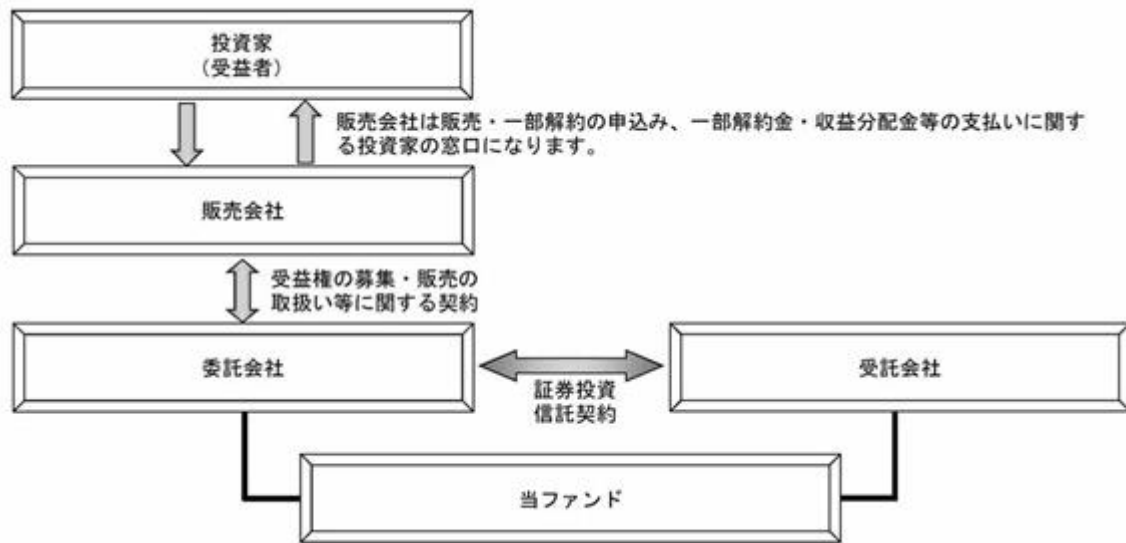 投資家
（受益者）
販売会社は販売・一部解約の申込み、一部解約金・収益分配金等の支払いに関す
る投資家の窓口になります。
販売会社
受益権の募集・販売の
取扱い等に関する契約
委託会社
証券投資
信託契約
受託会社
当ファンド